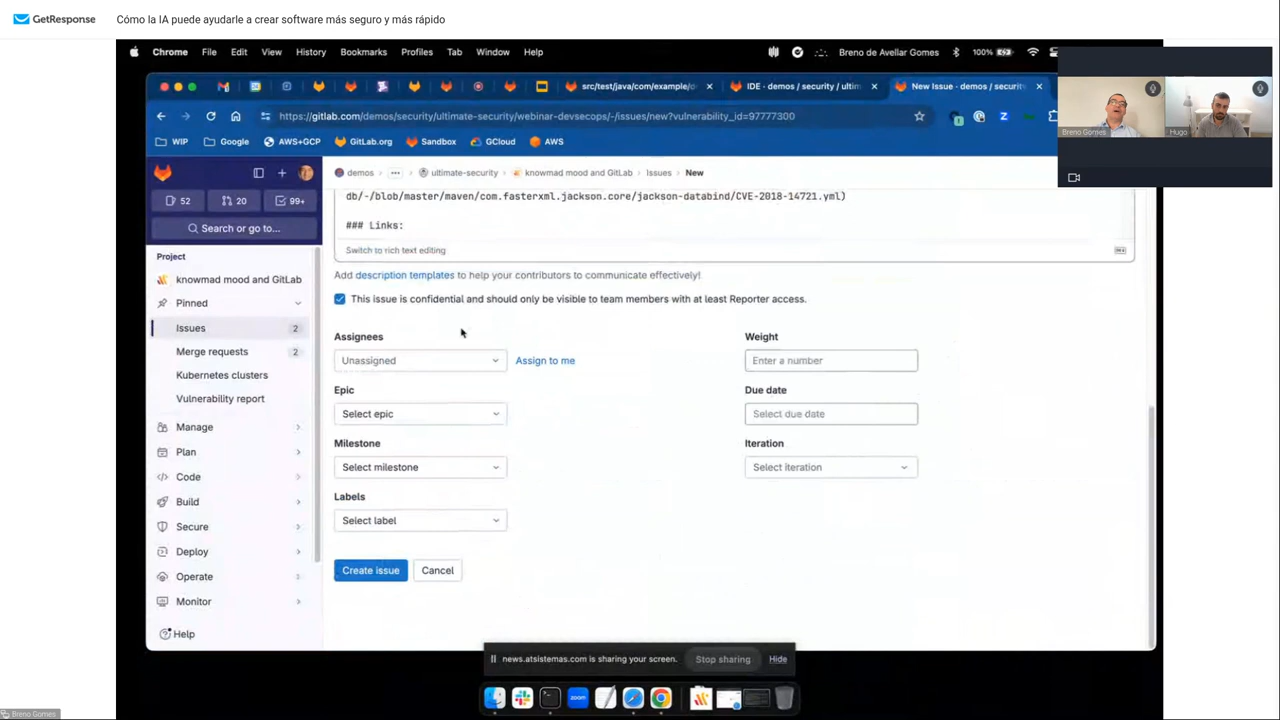 GetResponse Cómo la IA puede ayudarle a crear software más seguro y más rápido
Chrome File Edit View History Bookmarks Profiles Tab Window Help Breno de Avellar Gomes 100%
src/test/java/com/example/ IDE · demos / security / ultim New Issue · demos / security
https://gitlab.com/demos/security/ultimate-security/webinar-devsecops/-/issues/new?vulnerability_id=97777300
WIP Google AWS+GCP GitLab.org Sandbox GCloud AWS
Breno Gomes Hugo
demos ... ultimate-security knowmad mood and GitLab Issues New
52 20 99+
Search or go to...
Project
knowmad mood and GitLab
Pinned
Issues 2
Merge requests 2
Kubernetes clusters
Vulnerability report
Manage
Plan
Code
Build
Secure
Deploy
Operate
Monitor
Help
db/-/blob/master/maven/com.fasterxml.jackson.core/jackson-databind/CVE-2018-14721.yml)
### Links:
Switch to rich text editing
Add description templates to help your contributors to communicate effectively!
This issue is confidential and should only be visible to team members with at least Reporter access.
Assignees
Unassigned Assign to me
Weight
Enter a number
Epic
Select epic
Due date
Select due date
Milestone
Select milestone
Iteration
Select iteration
Labels
Select label
Create issue Cancel
news.atsistemas.com is sharing your screen. Stop sharing Hide
zoom
Breno Gomes